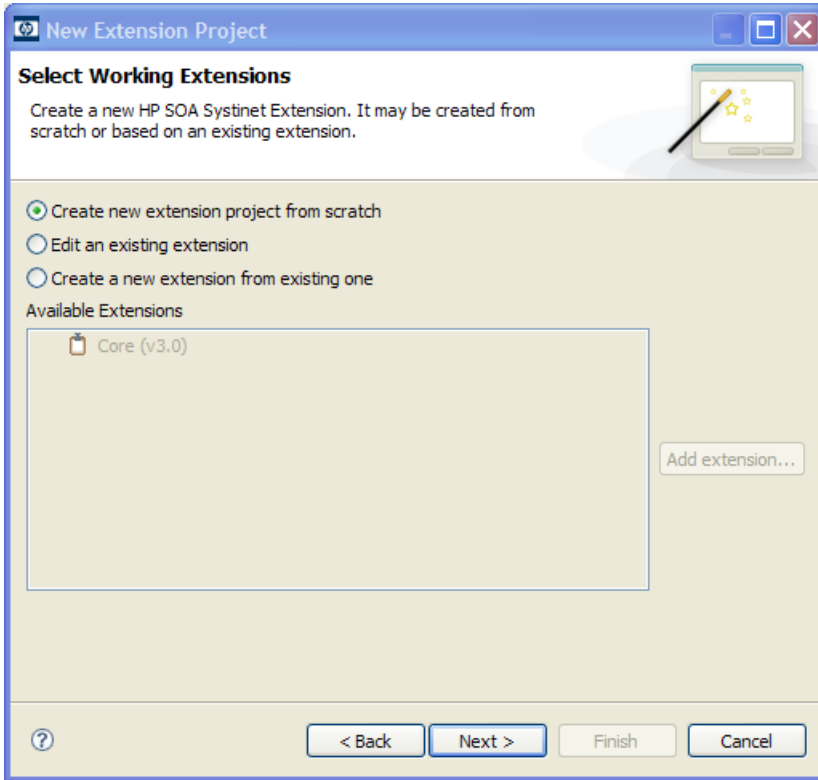 New Extension Project
Select Working Extensions
Create a new HP SOA Systinet Extension. It may be created from
scratch or based on an existing extension.
Create new extension project from scratch
Edit an existing extension
Create a new extension from existing one
Available Extensions
Core (v3.0)
Add extension...
? < Back Next > Finish Cancel